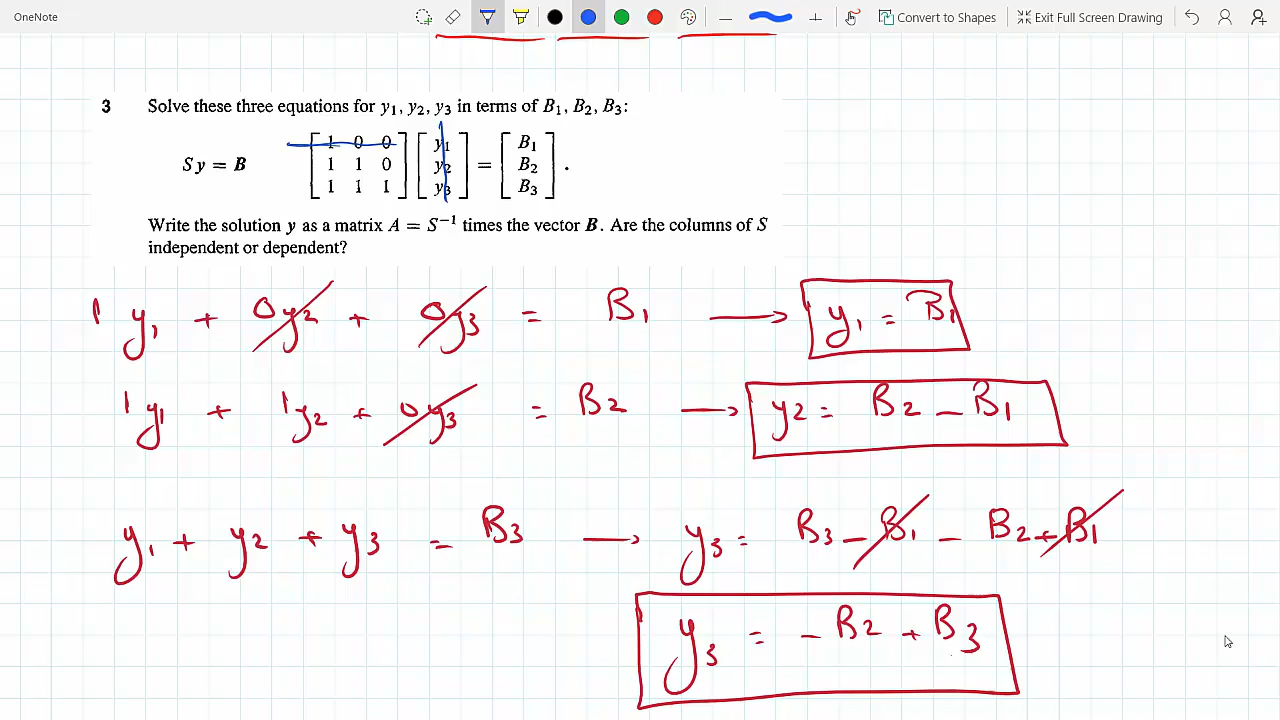 OneNote
Convert to Shapes
Exit Full Screen Drawing
3 Solve these three equations for y₁, y₂, y₃ in terms of B₁, B₂, B₃:
Sy = B [1 0 0; 1 1 0; 1 1 1] [y₁; y₂; y₃] = [B₁; B₂; B₃].
Write the solution y as a matrix A = S⁻¹ times the vector B. Are the columns of S
independent or dependent?
1 y₁ + 0y₂ + 0y₃ = B₁ → y₁ = B₁
1y₁ + 1y₂ + 0y₃ = B₂ → y₂ = B₂ − B₁
y₁ + y₂ + y₃ = B₃ → y₃ = B₃ − B₁ − B₂ + B₁
y₃ = − B₂ + B₃